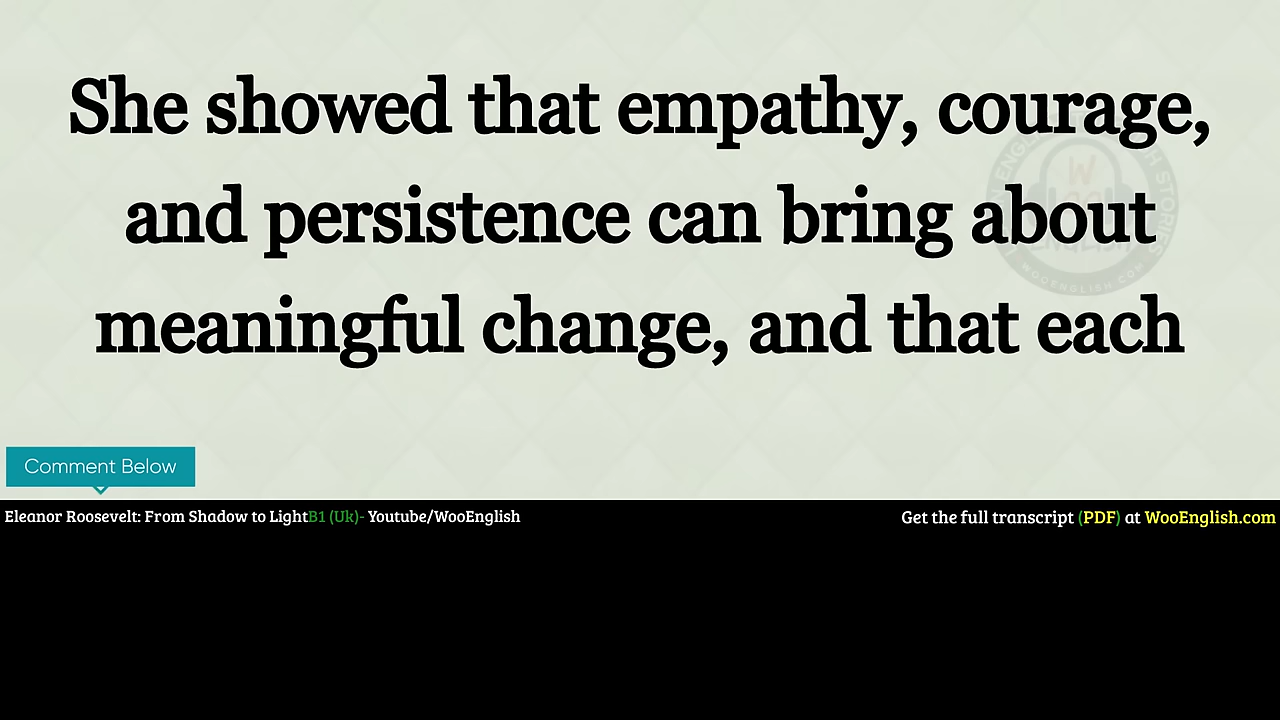 She showed that empathy, courage,
and persistence can bring about
meaningful change, and that each
Comment Below
Eleanor Roosevelt: From Shadow to LightB1 (Uk)- Youtube/WooEnglish
Get the full transcript (PDF) at WooEnglish.com